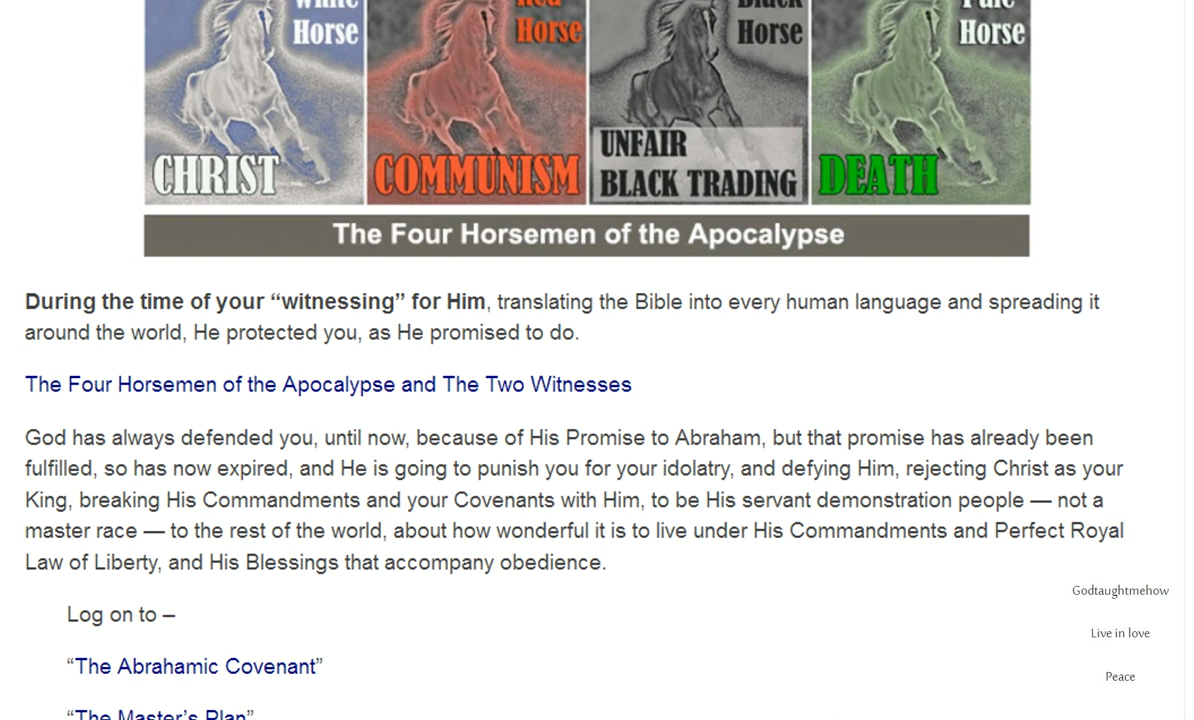 White Red Black Pale
Horse Horse Horse Horse
CHRIST COMMUNISM UNFAIR BLACK TRADING DEATH
The Four Horsemen of the Apocalypse
During the time of your “witnessing” for Him, translating the Bible into every human language and spreading it
around the world, He protected you, as He promised to do.
The Four Horsemen of the Apocalypse and The Two Witnesses
God has always defended you, until now, because of His Promise to Abraham, but that promise has already been
fulfilled, so has now expired, and He is going to punish you for your idolatry, and defying Him, rejecting Christ as your
King, breaking His Commandments and your Covenants with Him, to be His servant demonstration people — not a
master race — to the rest of the world, about how wonderful it is to live under His Commandments and Perfect Royal
Law of Liberty, and His Blessings that accompany obedience.
Godtaughtmehow
Log on to –
Live in love
“The Abrahamic Covenant”
Peace
“The Master’s Plan”